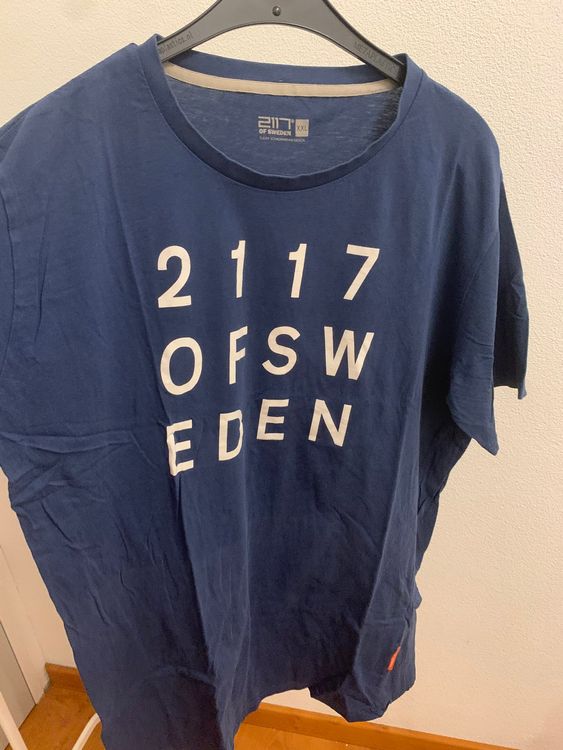 2117
OF SWEDEN
XXL
2117
OFSW
EDEN